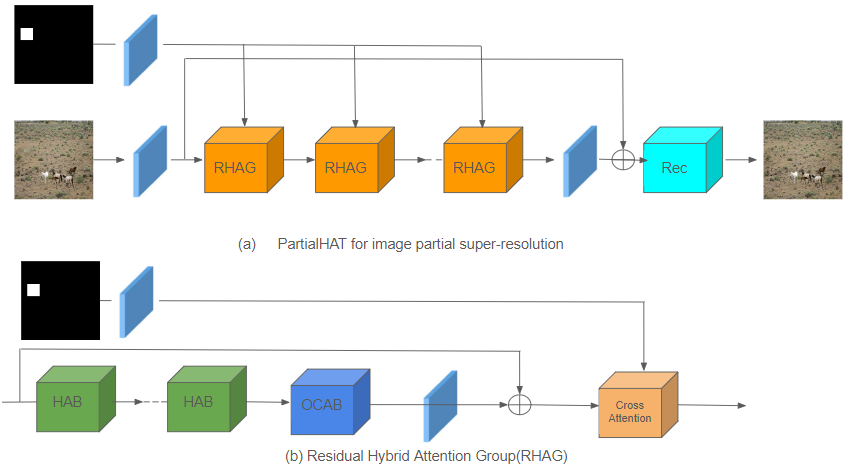 RHAG
RHAG
RHAG
Rec
(a) PartialHAT for image partial super-resolution
HAB
HAB
OCAB
Cross
Attention
(b) Residual Hybrid Attention Group(RHAG)